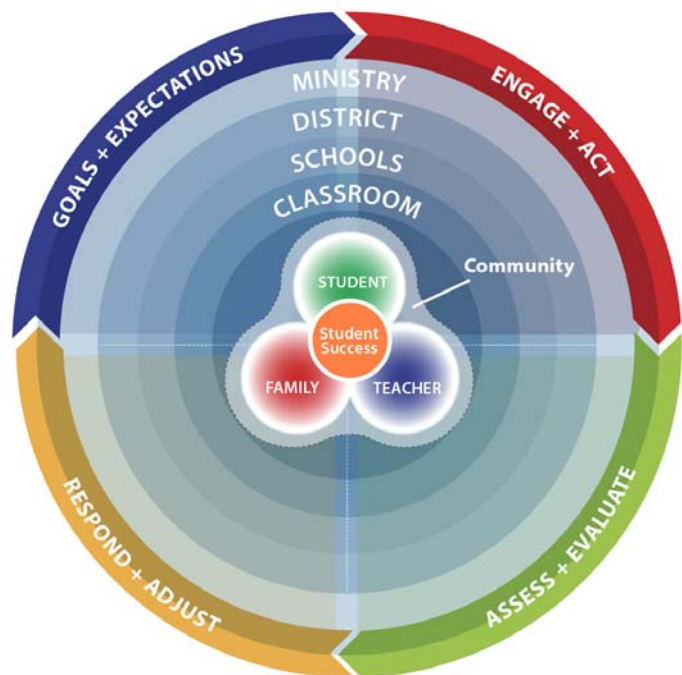 GOALS + EXPECTATIONS
ENGAGE + ACT
MINISTRY
DISTRICT
SCHOOLS
CLASSROOM
Community
STUDENT
Student
Success
FAMILY
TEACHER
RESPOND + ADJUST
ASSESS + EVALUATE